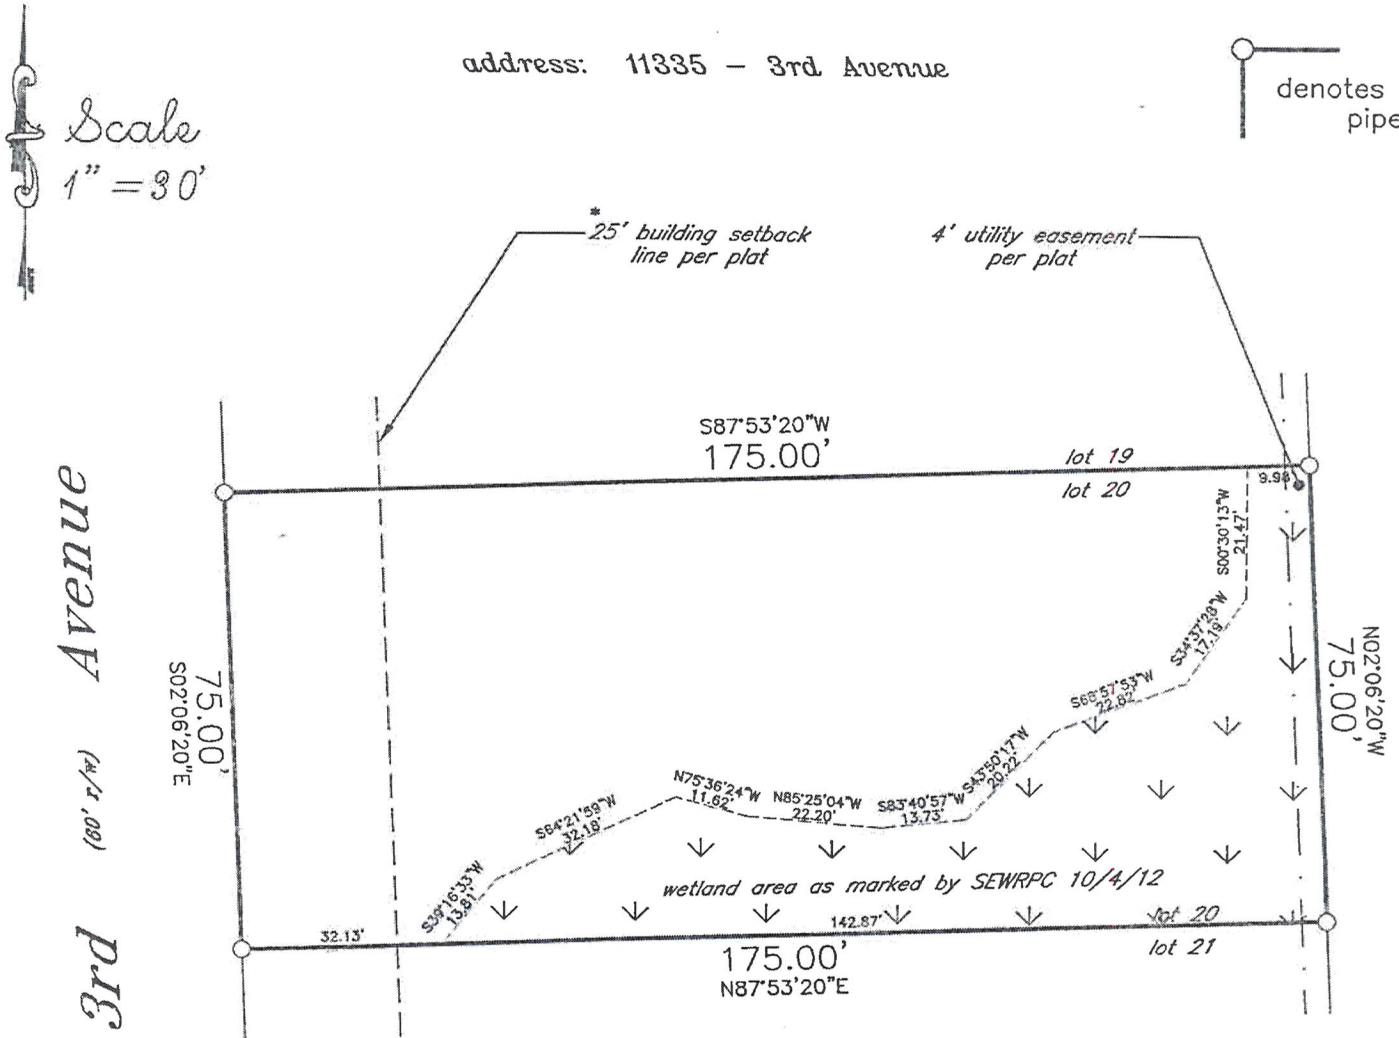 address: 11335 - 3rd Avenue
denotes
pipe
Scale
1" = 30'
*
25' building setback
line per plat
4' utility easement
per plat
S87°53'20"W
175.00'
lot 19
lot 20
S00°30'13"W
21.47'
S34°37'28"W
17.19'
S68°57'53"W
22.82'
S43°50'17"W
20.22'
S83°40'57"W
13.73'
N85°25'04"W
22.20'
N75°36'24"W
11.62'
S64°21'59"W
32.18'
S39°16'33"W
13.81'
N02°06'20"W
75.00'
75.00'
S02°06'20"E
3rd Avenue
(60' r/w)
wetland area as marked by SEWRPC 10/4/12
32.13'
142.87'
lot 20
175.00'
lot 21
N87°53'20"E